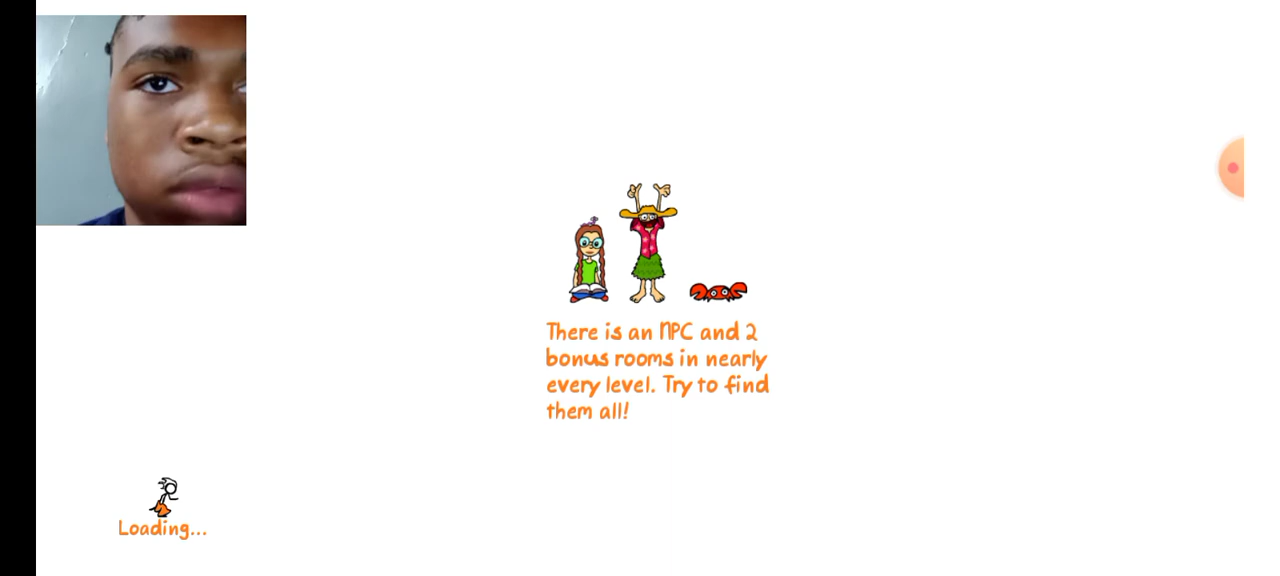 There is an NPC and 2
bonus rooms in nearly
every level. Try to find
them all!
Loading...